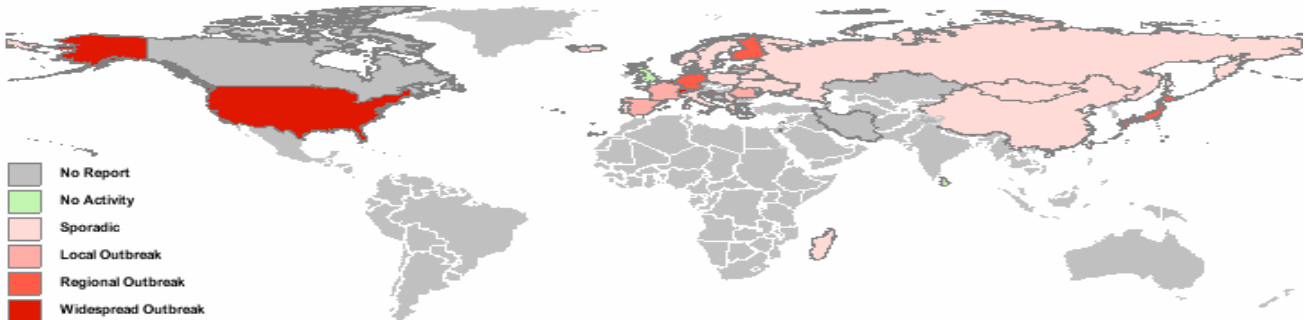 No Report
No Activity
Sporadic
Local Outbreak
Regional Outbreak
Widespread Outbreak